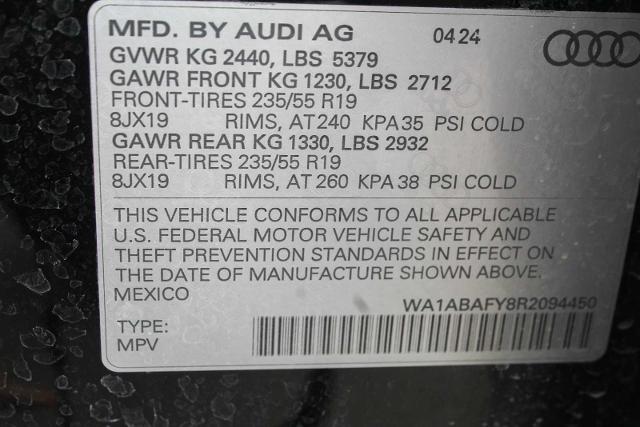 MFD. BY AUDI AG 04 24
GVWR KG 2440, LBS 5379
GAWR FRONT KG 1230, LBS 2712
FRONT-TIRES 235/55 R19
8JX19 RIMS, AT 240 KPA 35 PSI COLD
GAWR REAR KG 1330, LBS 2932
REAR-TIRES 235/55 R19
8JX19 RIMS, AT 260 KPA 38 PSI COLD
THIS VEHICLE CONFORMS TO ALL APPLICABLE
U.S. FEDERAL MOTOR VEHICLE SAFETY AND
THEFT PREVENTION STANDARDS IN EFFECT ON
THE DATE OF MANUFACTURE SHOWN ABOVE.
MEXICO
WA1ABAFY8R2094450
TYPE:
MPV